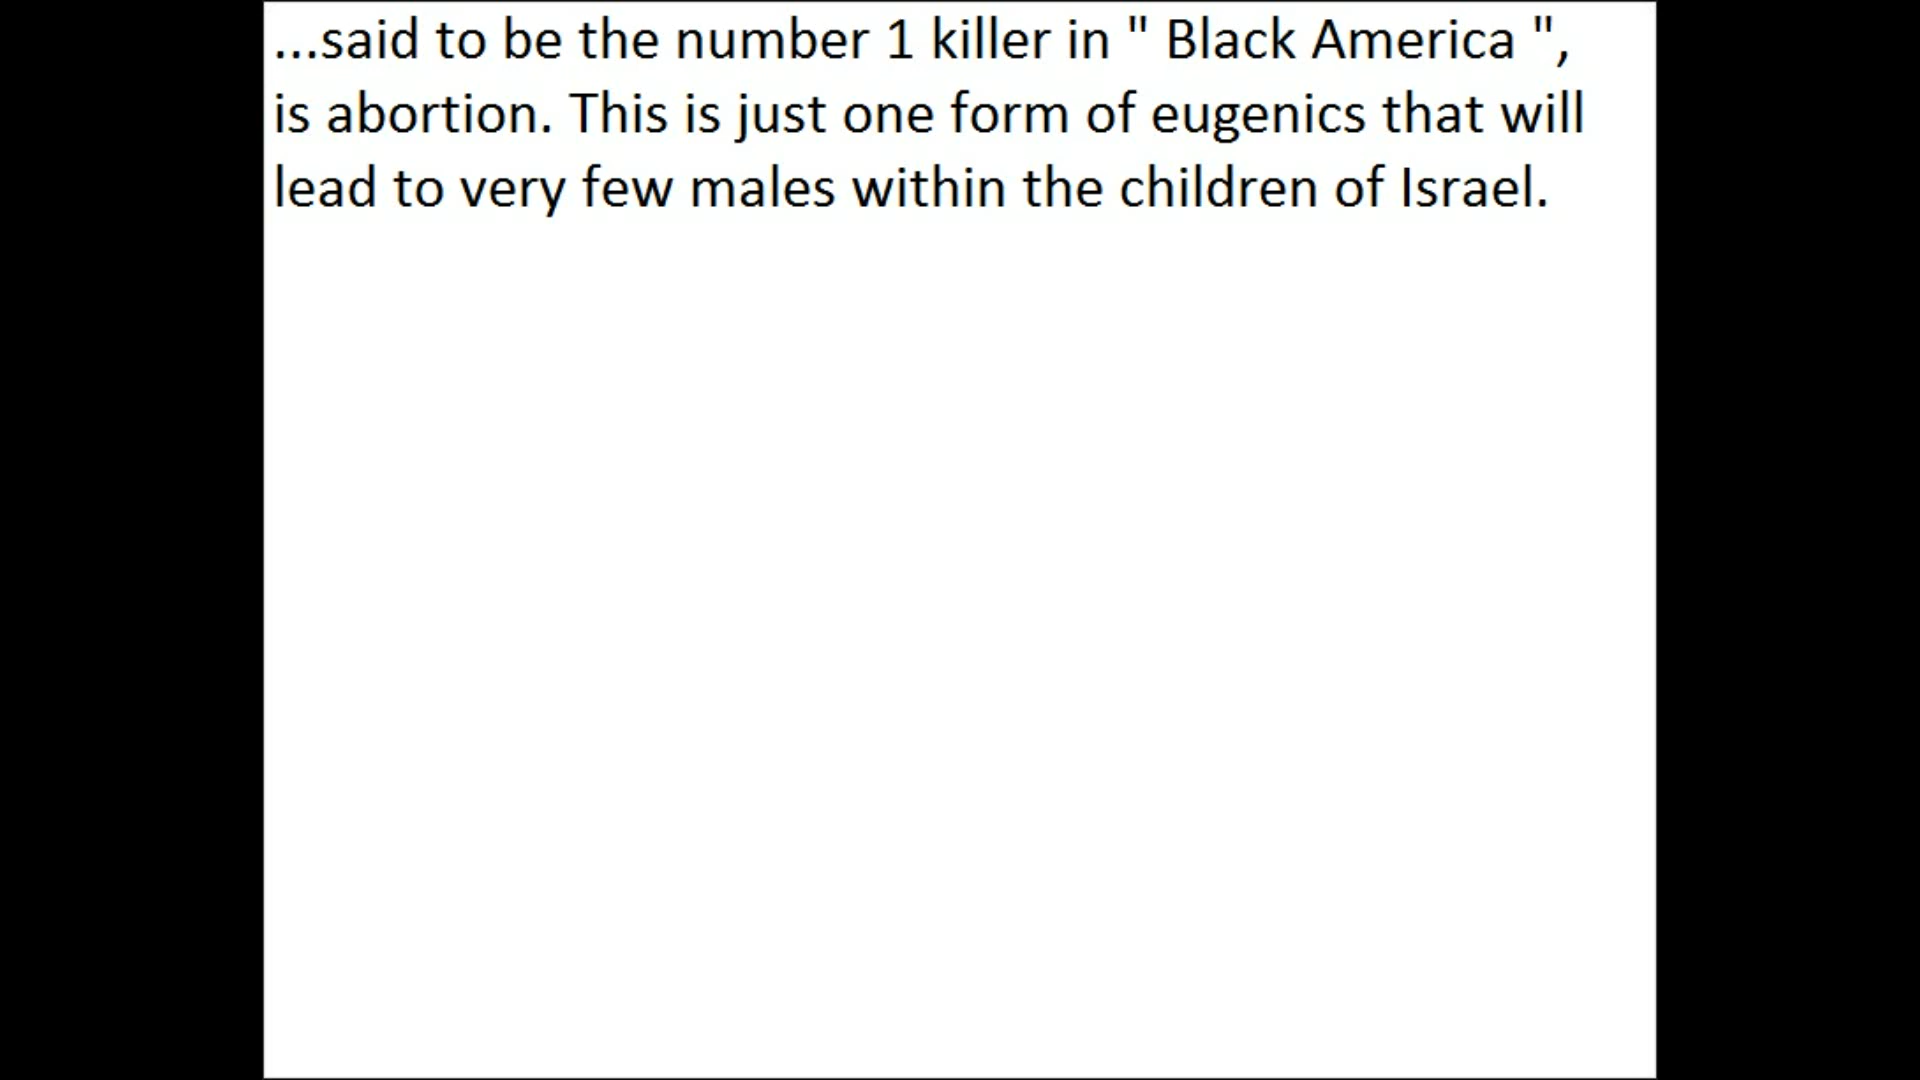 ...said to be the number 1 killer in " Black America ",
is abortion. This is just one form of eugenics that will
lead to very few males within the children of Israel.